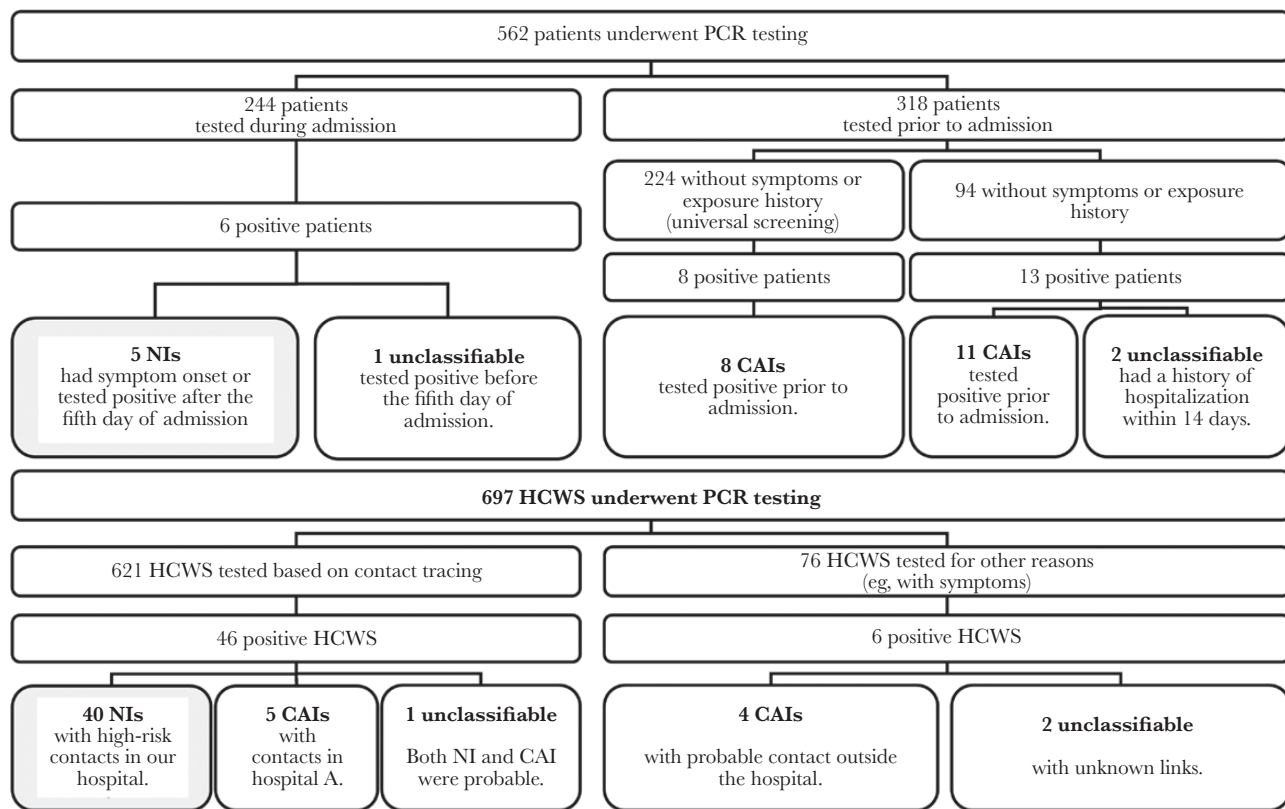 562 patients underwent PCR testing
244 patients
tested during admission
318 patients
tested prior to admission
224 without symptoms or
exposure history
(universal screening)
94 without symptoms or exposure
history
6 positive patients
8 positive patients
13 positive patients
5 NIs
had symptom onset or
tested positive after the
fifth day of admission
1 unclassifiable
tested positive before
the fifth day of
admission.
8 CAIs
tested positive prior to
admission.
11 CAIs
tested
positive prior
to admission.
2 unclassifiable
had a history of
hospitalization
within 14 days.
697 HCWS underwent PCR testing
621 HCWS tested based on contact tracing
76 HCWS tested for other reasons
(eg, with symptoms)
46 positive HCWS
6 positive HCWS
40 NIs
with high-risk
contacts in our
hospital.
5 CAIs
with
contacts in
hospital A.
1 unclassifiable
Both NI and CAI
were probable.
4 CAIs
with probable contact outside
the hospital.
2 unclassifiable
with unknown links.